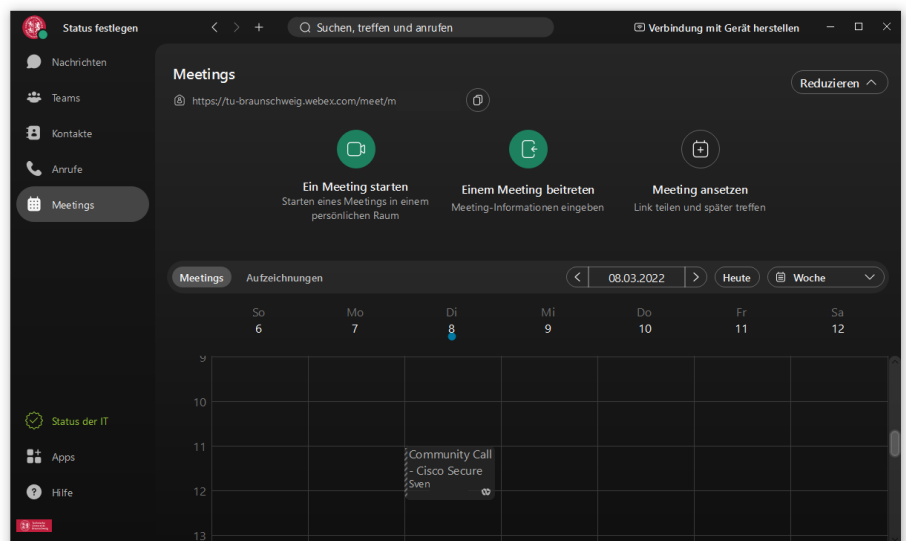 Status festlegen
Suchen, treffen und anrufen
Verbindung mit Gerät herstellen
Nachrichten
Teams
Kontakte
Anrufe
Meetings
Status der IT
Apps
Hilfe
Meetings
https://tu-braunschweig.webex.com/meet/m
Reduzieren
Ein Meeting starten
Starten eines Meetings in einem
persönlichen Raum
Einem Meeting beitreten
Meeting-Informationen eingeben
Meeting ansetzen
Link teilen und später treffen
Meetings Aufzeichnungen
08.03.2022
Heute
Woche
So Mo Di Mi Do Fr Sa
6 7 8 9 10 11 12
9
10
11
Community Call
- Cisco Secure
Sven
12
13